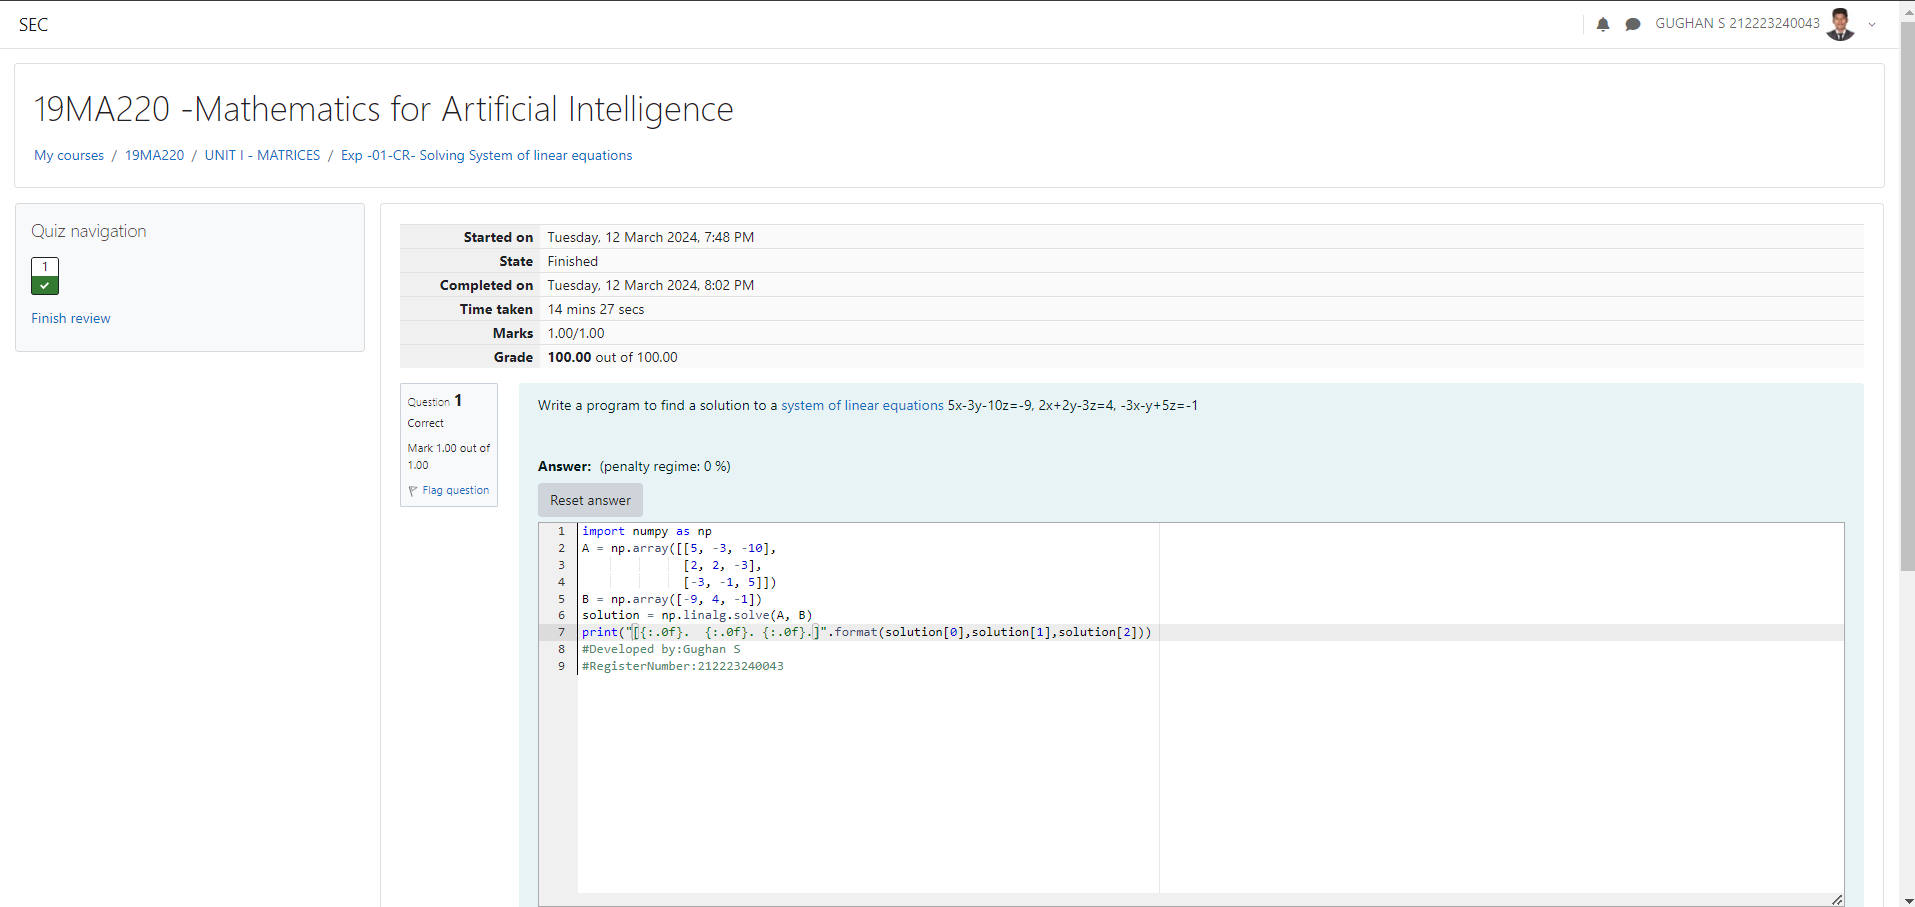 SEC
GUGHAN S 212223240043
19MA220 -Mathematics for Artificial Intelligence
My courses / 19MA220 / UNIT I - MATRICES / Exp -01-CR- Solving System of linear equations
Quiz navigation
1
Finish review
Started on Tuesday, 12 March 2024, 7:48 PM
State Finished
Completed on Tuesday, 12 March 2024, 8:02 PM
Time taken 14 mins 27 secs
Marks 1.00/1.00
Grade 100.00 out of 100.00
Question 1
Correct
Mark 1.00 out of
1.00
Flag question
Write a program to find a solution to a system of linear equations 5x-3y-10z=-9, 2x+2y-3z=4, -3x-y+5z=-1
Answer: (penalty regime: 0 %)
Reset answer
1 import numpy as np
2 A = np.array([[5, -3, -10],
3 [2, 2, -3],
4 [-3, -1, 5]])
5 B = np.array([-9, 4, -1])
6 solution = np.linalg.solve(A, B)
7 print("[{:.0f}.  {:.0f}. {:.0f}.]".format(solution[0],solution[1],solution[2]))
8 #Developed by:Gughan S
9 #RegisterNumber:212223240043